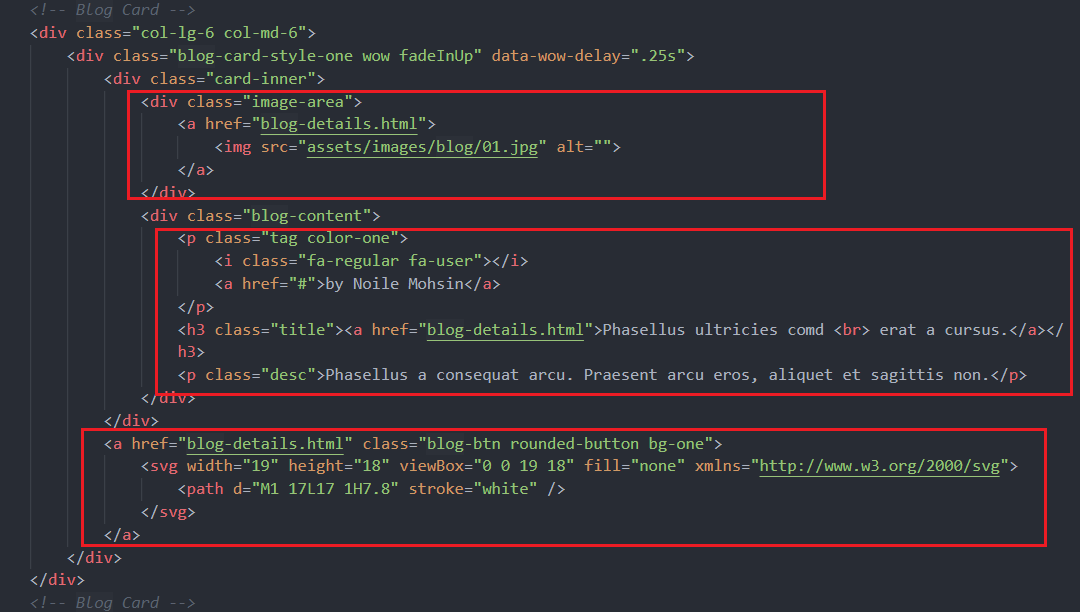 <!-- Blog Card -->
<div class="col-lg-6 col-md-6">
<div class="blog-card-style-one wow fadeInUp" data-wow-delay=".25s">
<div class="card-inner">
<div class="image-area">
<a href="blog-details.html">
<img src="assets/images/blog/01.jpg" alt="">
</a>
</div>
<div class="blog-content">
<p class="tag color-one">
<i class="fa-regular fa-user"></i>
<a href="#">by Noile Mohsin</a>
</p>
<h3 class="title"><a href="blog-details.html">Phasellus ultricies comd <br> erat a cursus.</a></
h3>
<p class="desc">Phasellus a consequat arcu. Praesent arcu eros, aliquet et sagittis non.</p>
</div>
</div>
<a href="blog-details.html" class="blog-btn rounded-button bg-one">
<svg width="19" height="18" viewBox="0 0 19 18" fill="none" xmlns="http://www.w3.org/2000/svg">
<path d="M1 17L17 1H7.8" stroke="white" />
</svg>
</a>
</div>
</div>
<!-- Blog Card -->